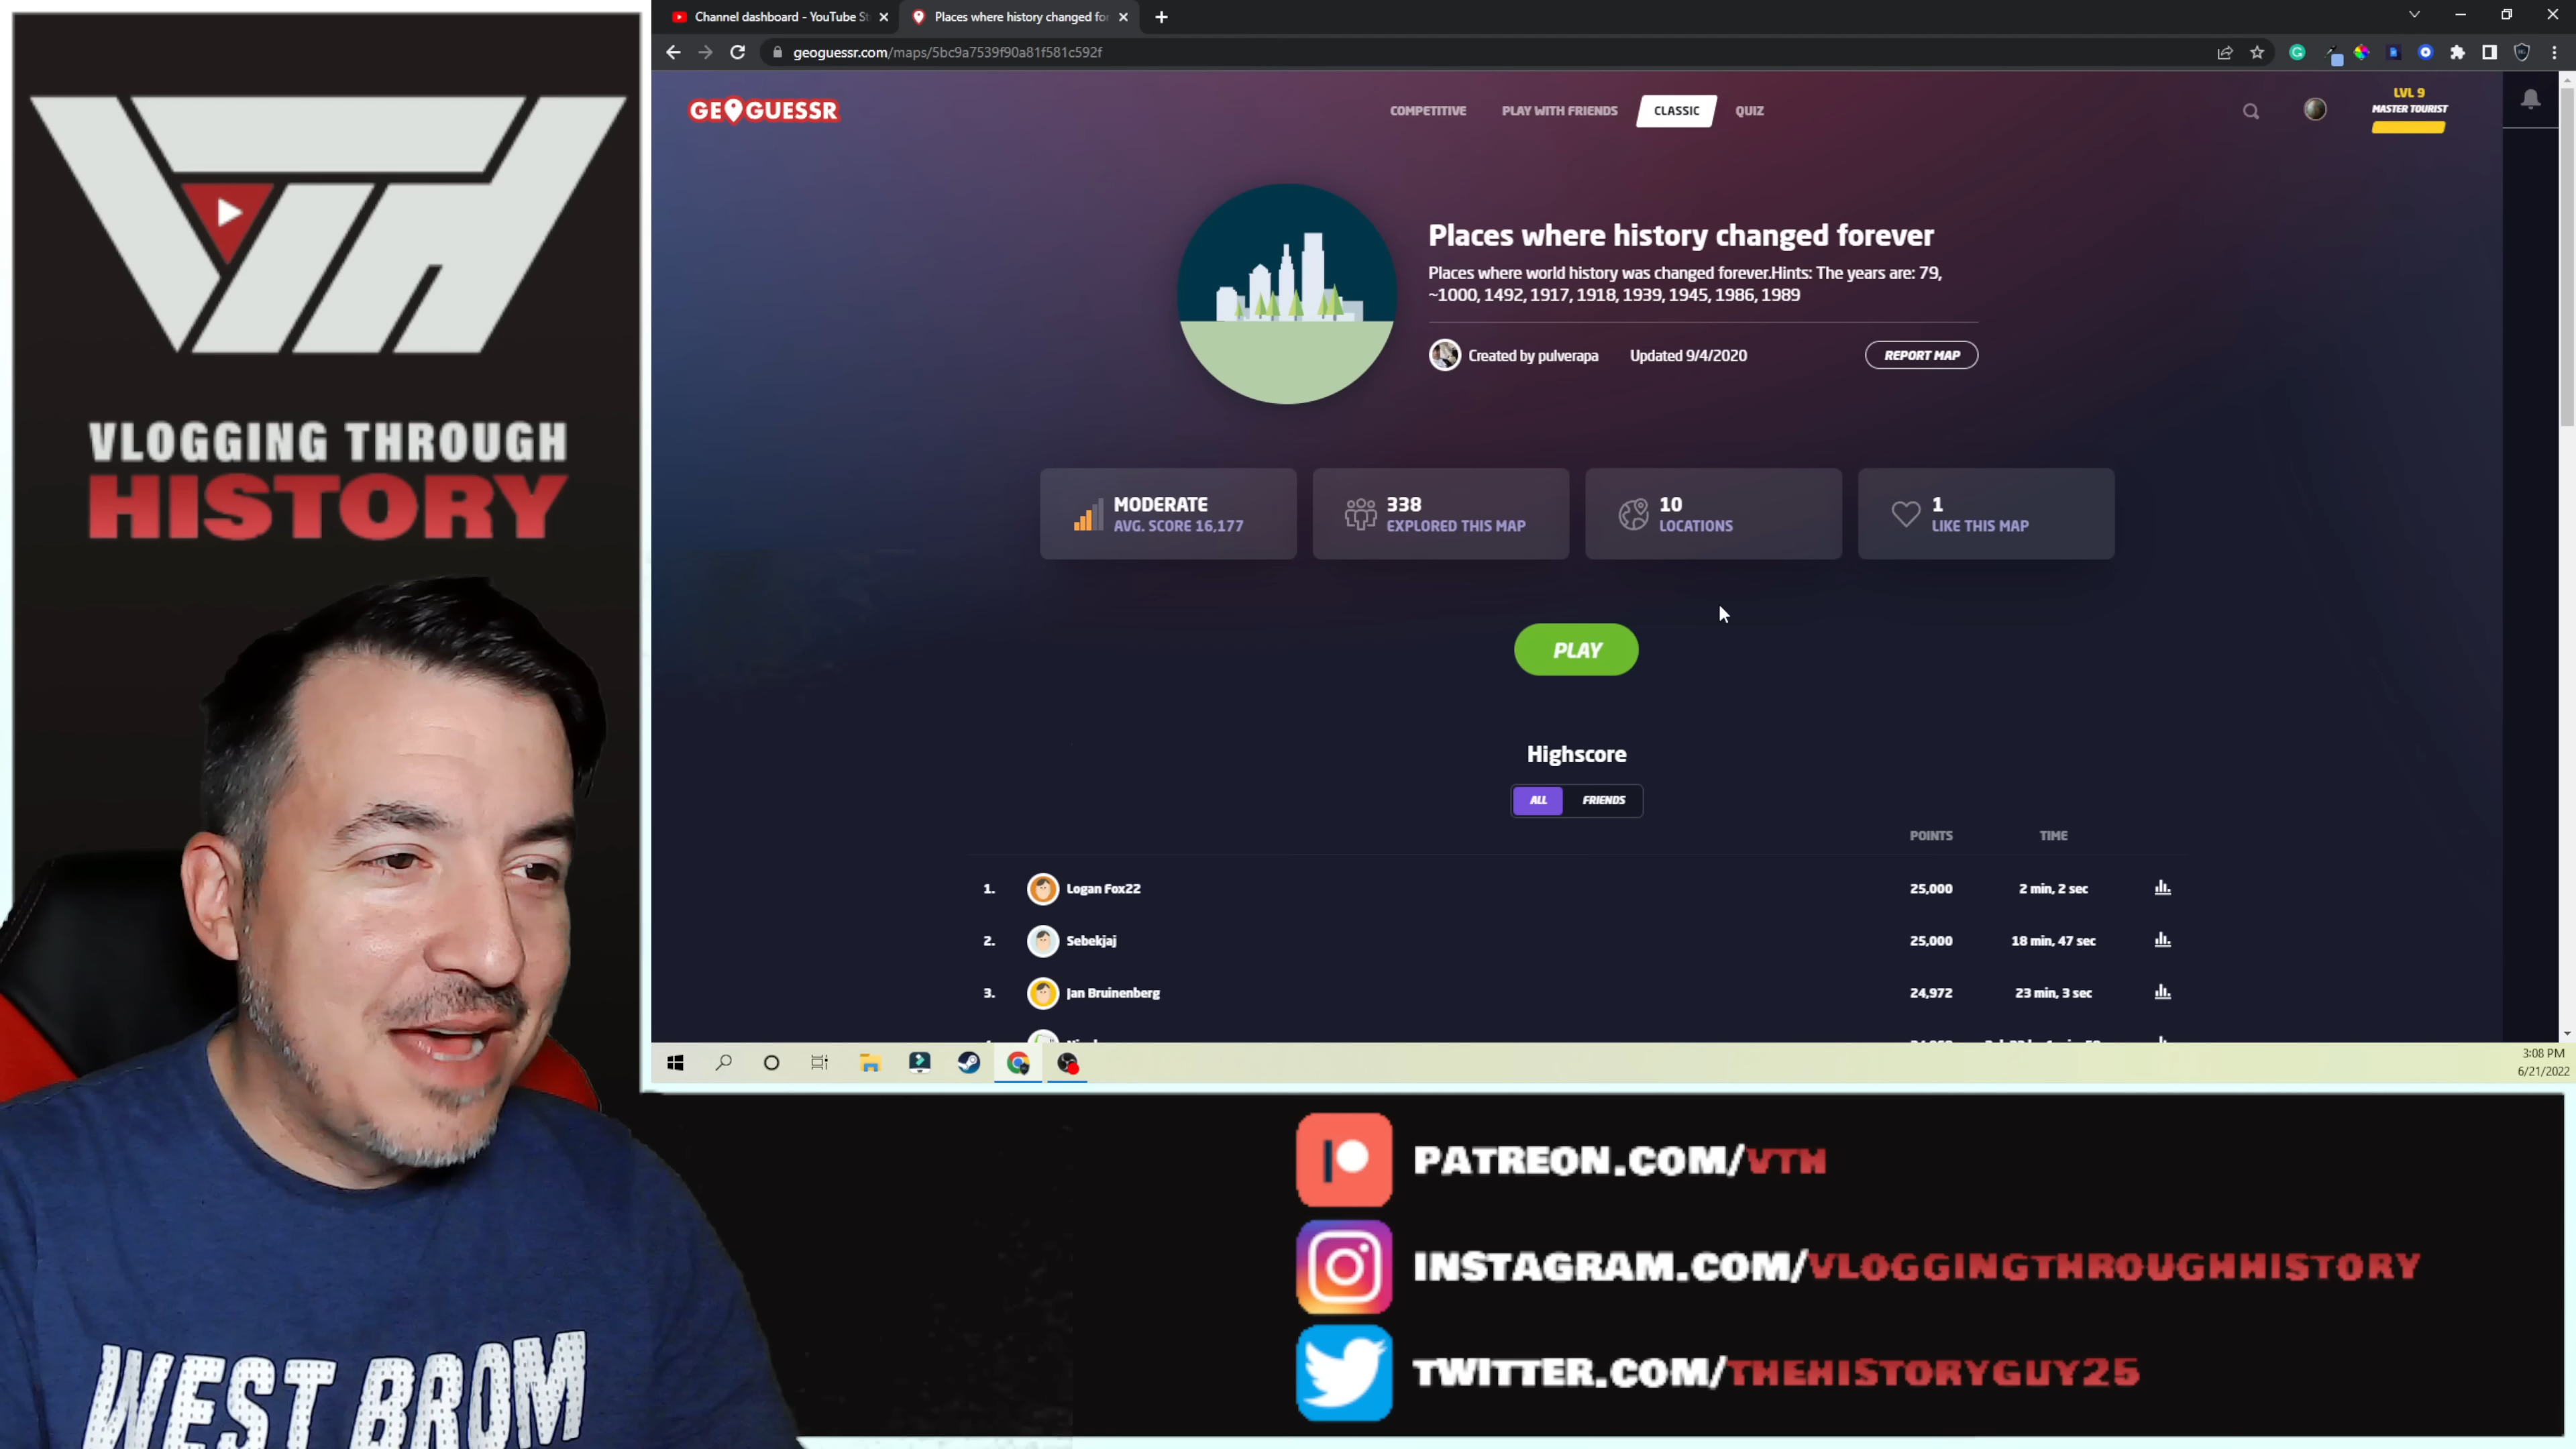 Channel dashboard - YouTube St
Places where history changed for
geoguessr.com/maps/5bc9a7539f90a81f581c592f
GEOGUESSR
COMPETITIVE
PLAY WITH FRIENDS
CLASSIC
QUIZ
LVL 9
MASTER TOURIST
Places where history changed forever
Places where world history was changed forever.Hints: The years are: 79,
~1000, 1492, 1917, 1918, 1939, 1945, 1986, 1989
Created by pulverapa
Updated 9/4/2020
REPORT MAP
MODERATE
AVG. SCORE 16,177
338
EXPLORED THIS MAP
10
LOCATIONS
1
LIKE THIS MAP
PLAY
Highscore
ALL
FRIENDS
POINTS
TIME
1. Logan Fox22 25,000 2 min, 2 sec
2. Sebekjaj 25,000 18 min, 47 sec
3. Jan Bruinenberg 24,972 23 min, 3 sec
3:08 PM
6/21/2022
VTH
VLOGGING THROUGH
HISTORY
WEST BROM
PATREON.COM/VTH
INSTAGRAM.COM/VLOGGINGTHROUGHHISTORY
TWITTER.COM/THEHISTORYGUY25